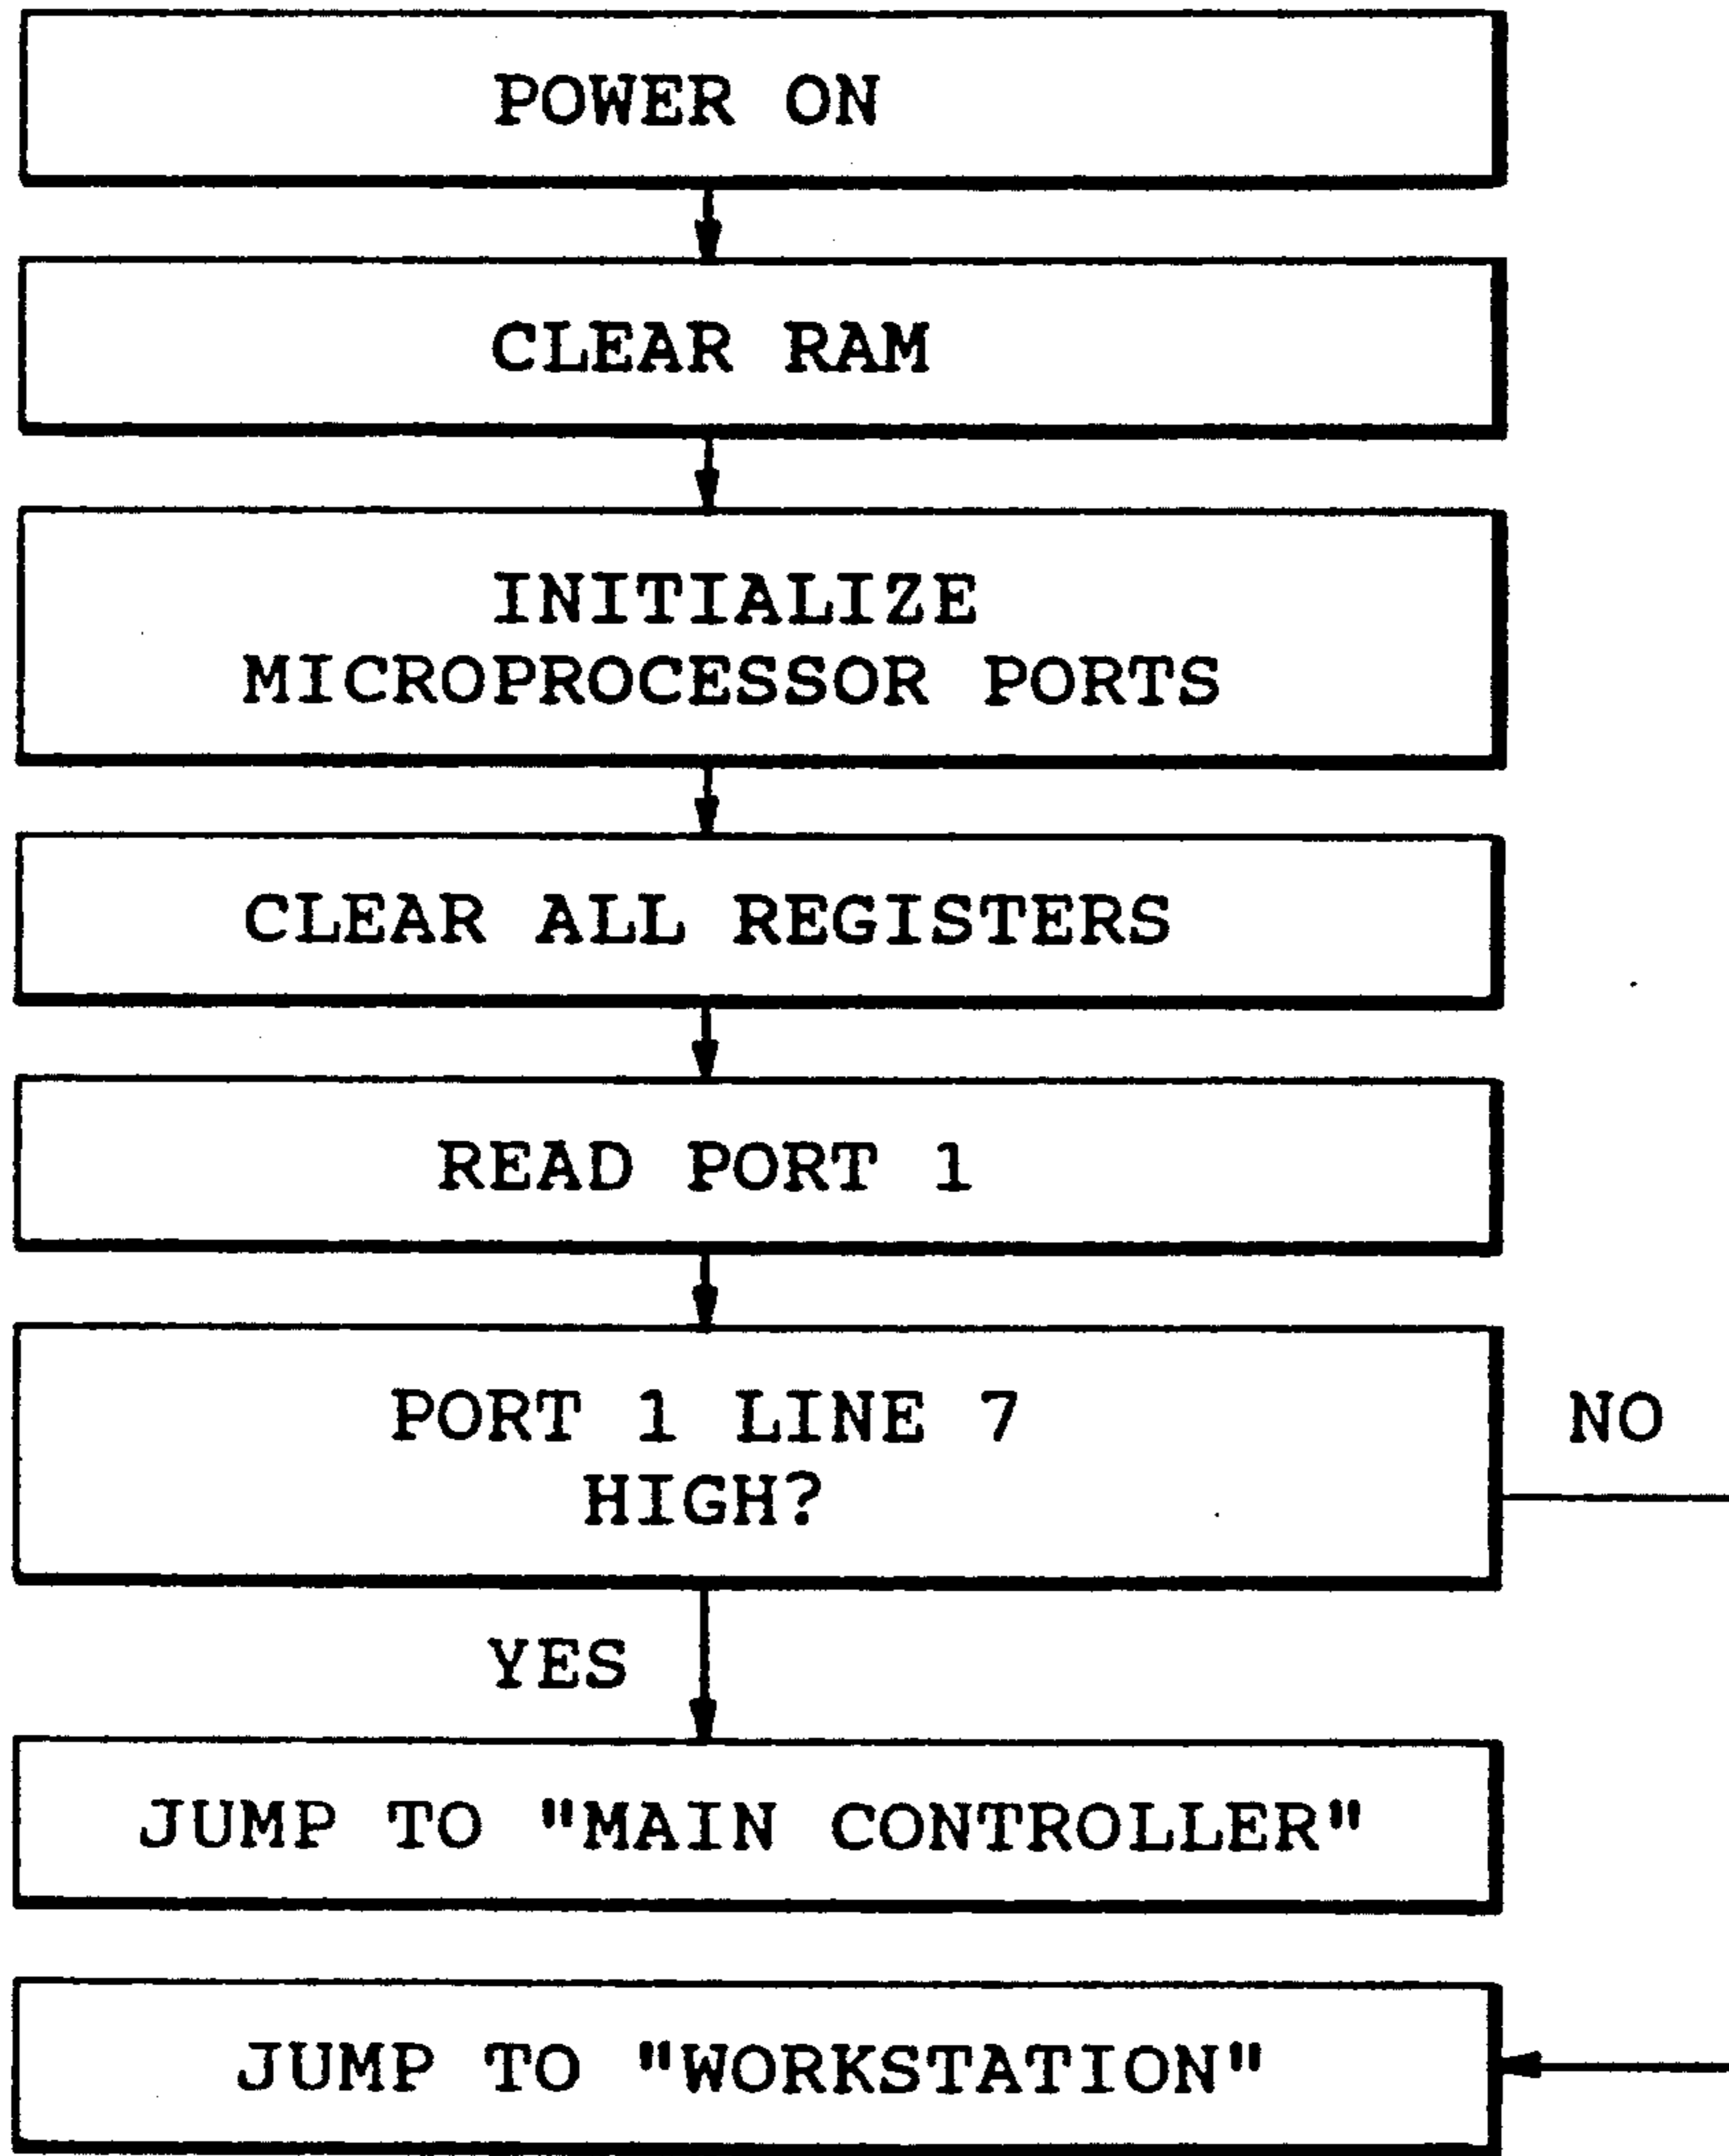 POWER ON
CLEAR RAM
INITIALIZE
MICROPROCESSOR PORTS
CLEAR ALL REGISTERS
READ PORT 1
PORT 1 LINE 7
HIGH?
NO
YES
JUMP TO "MAIN CONTROLLER"
JUMP TO "WORKSTATION"